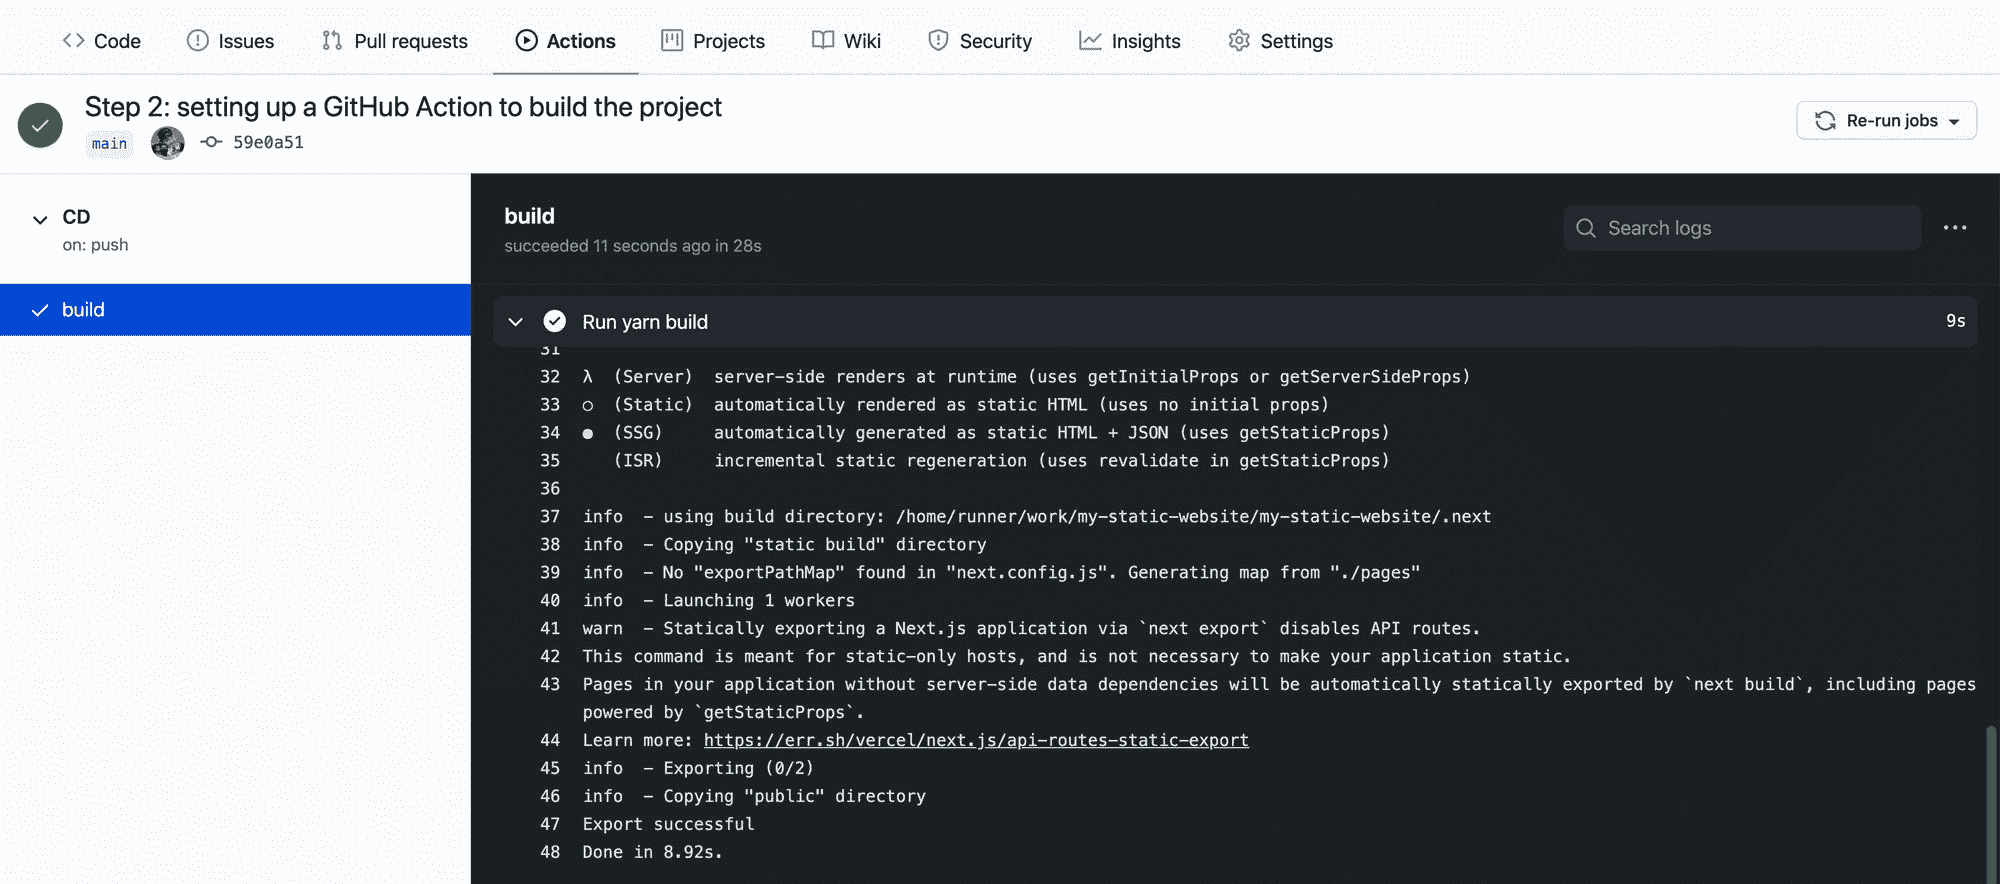 Code Issues Pull requests Actions Projects Wiki Security Insights Settings
Step 2: setting up a GitHub Action to build the project
main 59e0a51
Re-run jobs
CD
on: push
build
build
succeeded 11 seconds ago in 28s
Search logs
Run yarn build 9s
31
32 λ (Server) server-side renders at runtime (uses getInitialProps or getServerSideProps)
33 ○ (Static) automatically rendered as static HTML (uses no initial props)
34 ● (SSG) automatically generated as static HTML + JSON (uses getStaticProps)
35 (ISR) incremental static regeneration (uses revalidate in getStaticProps)
36
37 info - using build directory: /home/runner/work/my-static-website/my-static-website/.next
38 info - Copying "static build" directory
39 info - No "exportPathMap" found in "next.config.js". Generating map from "./pages"
40 info - Launching 1 workers
41 warn - Statically exporting a Next.js application via `next export` disables API routes.
42 This command is meant for static-only hosts, and is not necessary to make your application static.
43 Pages in your application without server-side data dependencies will be automatically statically exported by `next build`, including pages
powered by `getStaticProps`.
44 Learn more: https://err.sh/vercel/next.js/api-routes-static-export
45 info - Exporting (0/2)
46 info - Copying "public" directory
47 Export successful
48 Done in 8.92s.